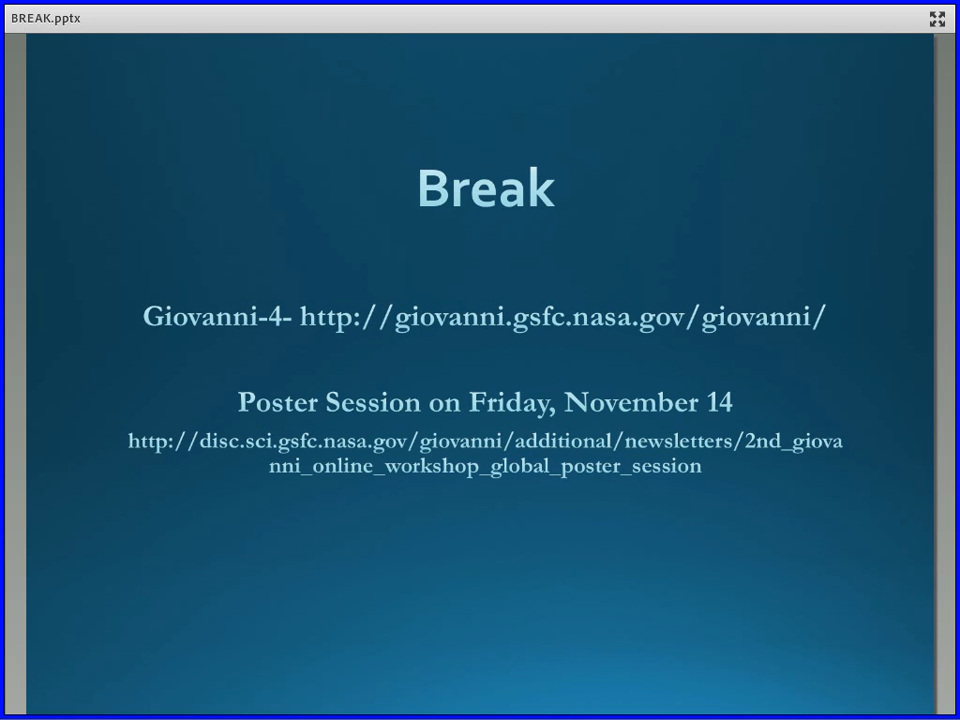 BREAK.pptx
Break
Giovanni-4- http://giovanni.gsfc.nasa.gov/giovanni/
Poster Session on Friday, November 14
http://disc.sci.gsfc.nasa.gov/giovanni/additional/newsletters/2nd_giova
nni_online_workshop_global_poster_session